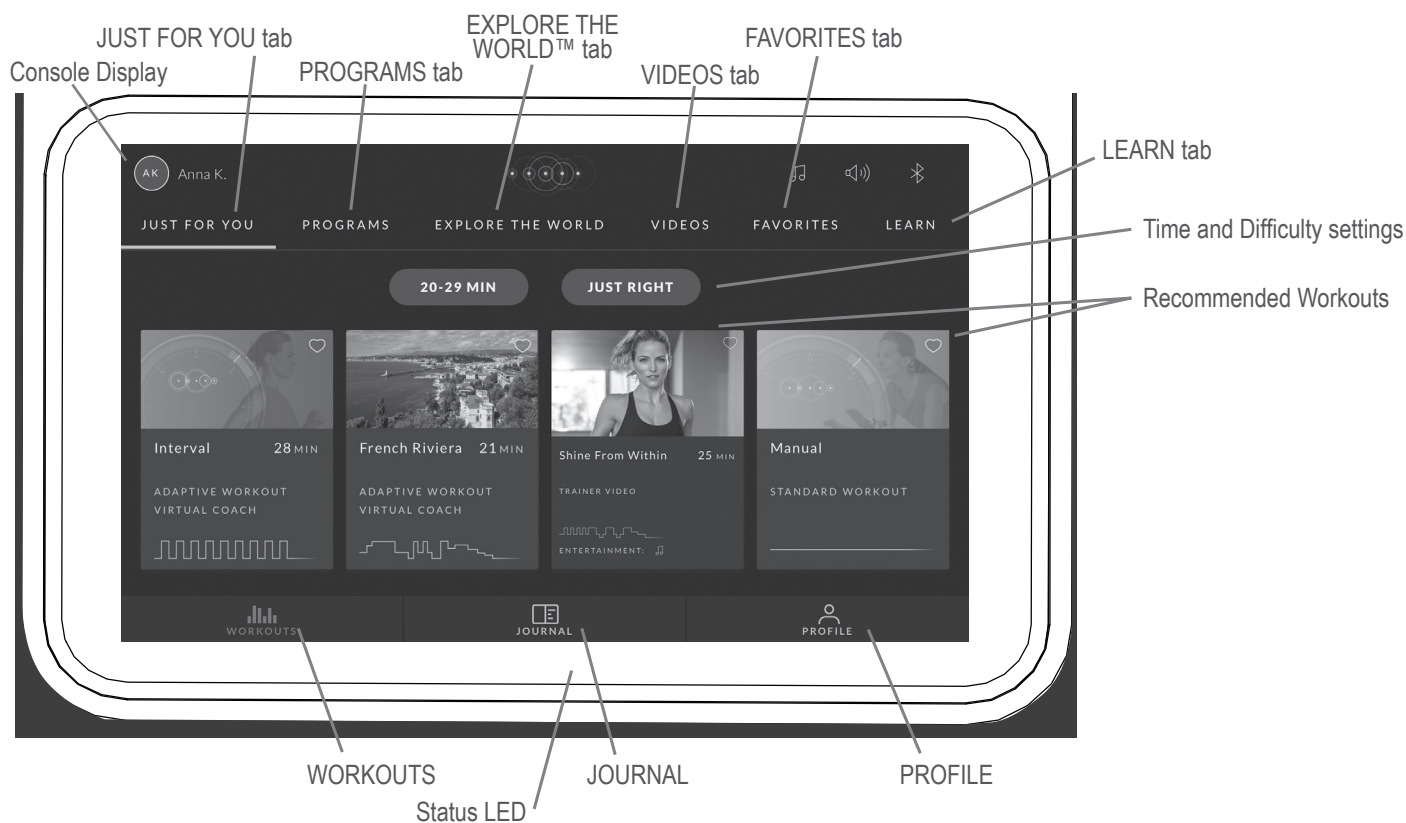 EXPLORE THE
WORLD™ tab
JUST FOR YOU tab
FAVORITES tab
Console Display
PROGRAMS tab
VIDEOS tab
LEARN tab
AK Anna K.
JUST FOR YOU PROGRAMS EXPLORE THE WORLD VIDEOS FAVORITES LEARN
Time and Difficulty settings
20-29 MIN JUST RIGHT
Recommended Workouts
Interval 28 MIN
ADAPTIVE WORKOUT
VIRTUAL COACH
French Riviera 21 MIN
ADAPTIVE WORKOUT
VIRTUAL COACH
Shine From Within 25 MIN
TRAINER VIDEO
ENTERTAINMENT:
Manual
STANDARD WORKOUT
WORKOUTS JOURNAL PROFILE
WORKOUTS
JOURNAL
PROFILE
Status LED